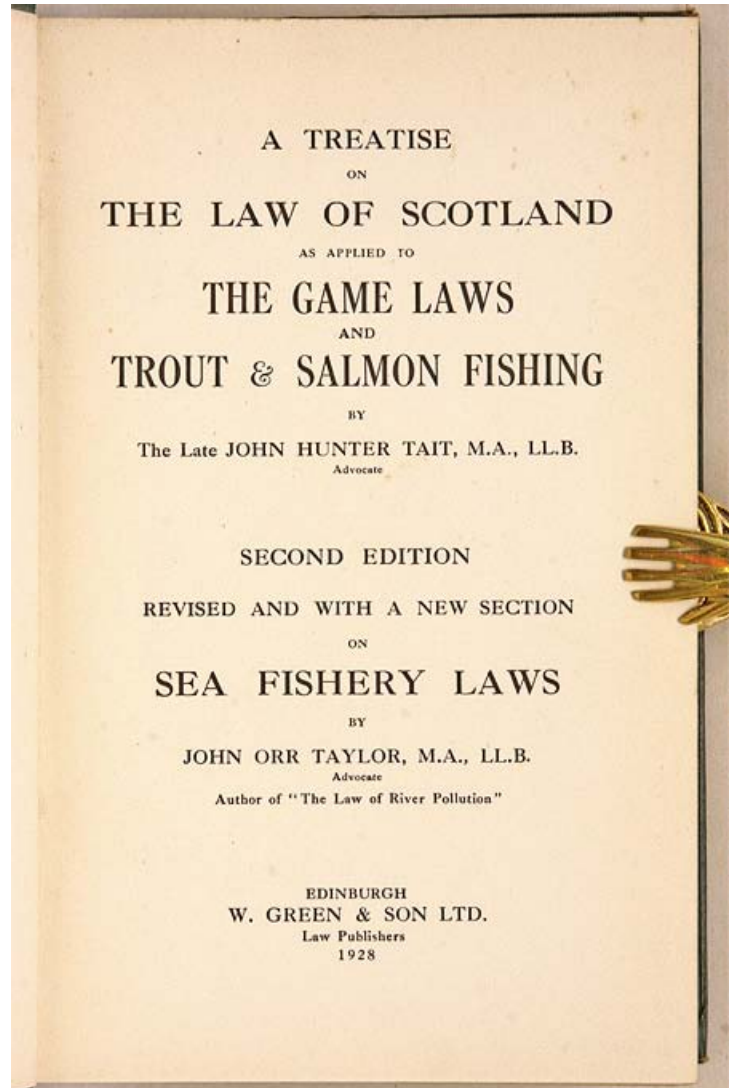 A TREATISE
ON
THE LAW OF SCOTLAND
AS APPLIED TO
THE GAME LAWS
AND
TROUT & SALMON FISHING
BY
The Late JOHN HUNTER TAIT, M.A., LL.B.
Advocate
SECOND EDITION
REVISED AND WITH A NEW SECTION
ON
SEA FISHERY LAWS
BY
JOHN ORR TAYLOR, M.A., LL.B.
Advocate
Author of "The Law of River Pollution"
EDINBURGH
W. GREEN & SON LTD.
Law Publishers
1928